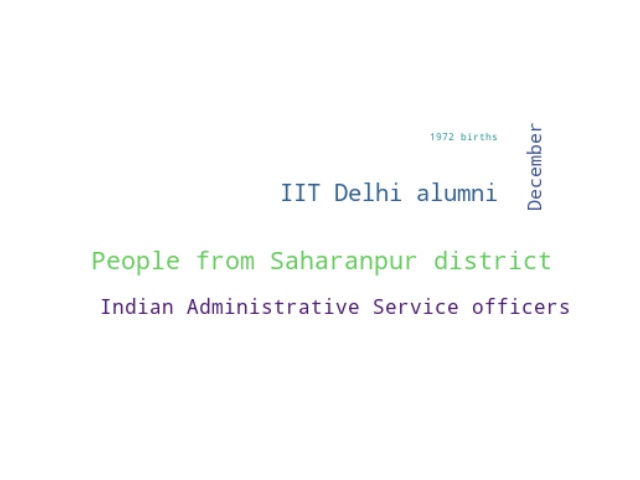 1972 births
December
IIT Delhi alumni
People from Saharanpur district
Indian Administrative Service officers